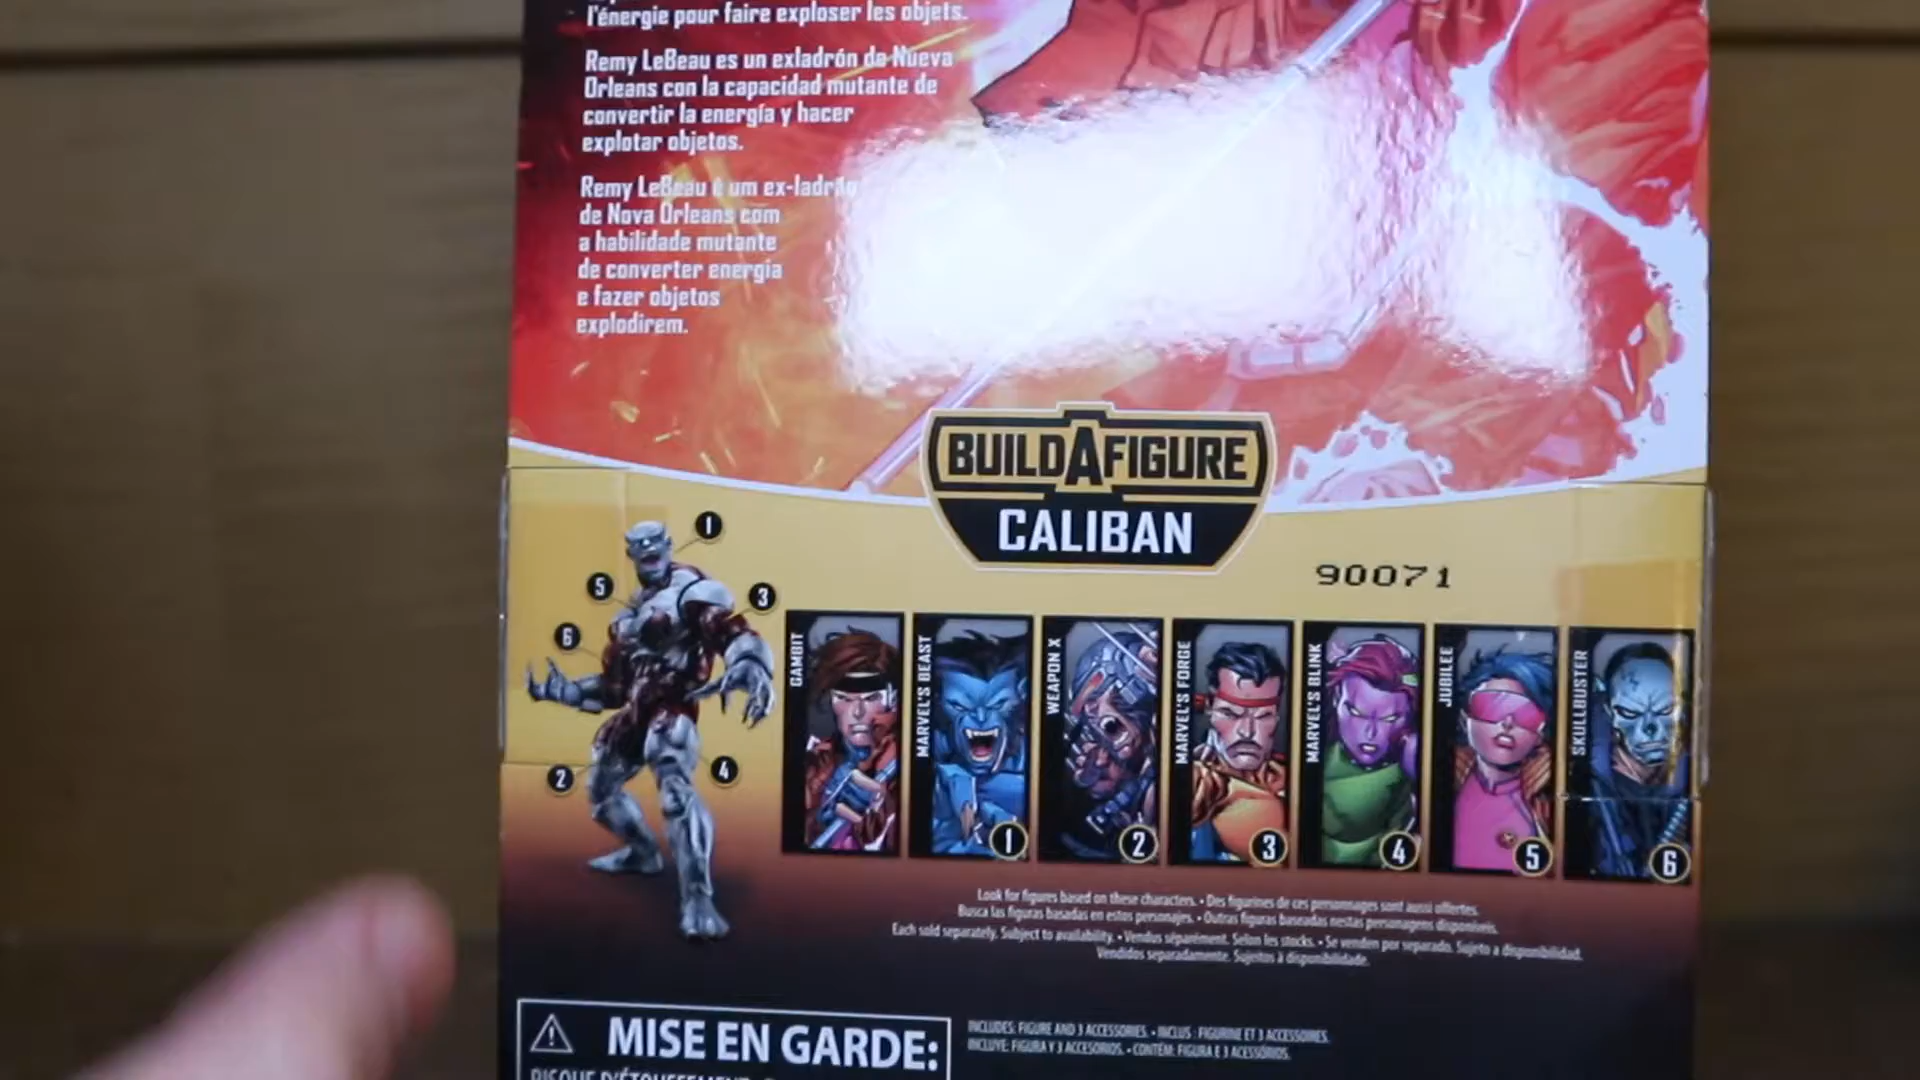 l'énergie pour faire exploser les objets.
Remy LeBeau es un exladrón de Nueva
Orleans con la capacidad mutante de
convertir la energía y hacer
explotar objetos.
Remy LeBeau é um ex-ladrão
de Nova Orleans com
a habilidade mutante
de converter energia
e fazer objetos
explodirem.
BUILD A FIGURE
CALIBAN
90071
1
5
3
6
2
4
GAMBIT
MARVEL'S BEAST
1
WEAPON X
2
MARVEL'S FORGE
3
MARVEL'S BLINK
4
JUBILEE
5
SKULLBUSTER
6
Look for figures based on these characters. • Des figurines de ces personnages sont aussi offertes.
Busca las figuras basadas en estos personajes. • Outras figuras baseadas nestas personagens disponíveis.
Each sold separately. Subject to availability. • Vendus séparément. Selon les stocks. • Se venden por separado. Sujeto a disponibilidad.
Vendidos separadamente. Sujeitos à disponibilidade.
MISE EN GARDE:
INCLUDES: FIGURE AND 3 ACCESSORIES. • INCLUS : FIGURINE ET 3 ACCESSOIRES.
INCLUYE: FIGURA Y 3 ACCESORIOS. • CONTÉM: FIGURA E 3 ACESSÓRIOS.